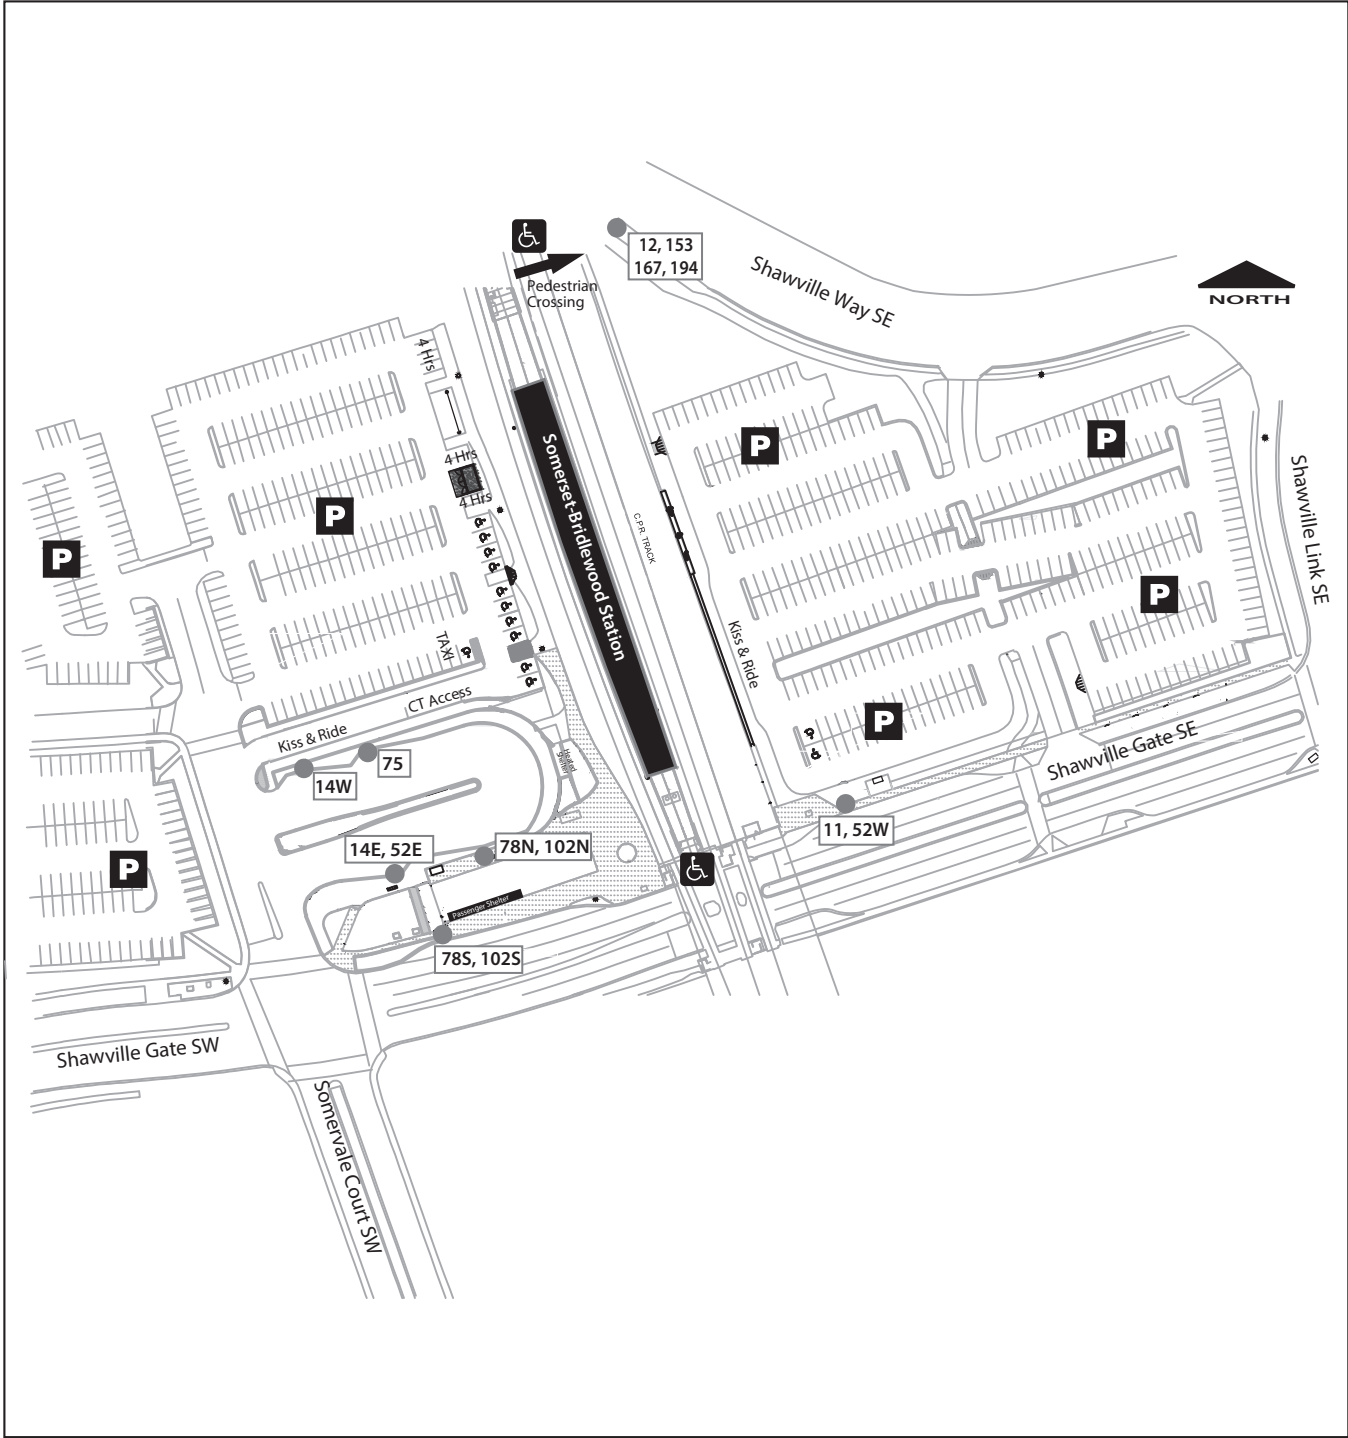 12, 153
167, 194
Shawville Way SE
NORTH
Pedestrian
Crossing
4 Hrs
P
P
4 Hrs
4 Hrs
P
P
Somerset-Bridlewood Station
C.P.R. TRACK
Shawville Link SE
P
TAXI
Kiss & Ride
CT Access
P
Kiss & Ride
75
14W
Heated
Shelter
Shawville Gate SE
11, 52W
14E, 52E
78N, 102N
P
Passenger Shelter
78S, 102S
Shawville Gate SW
Somervale Court SW